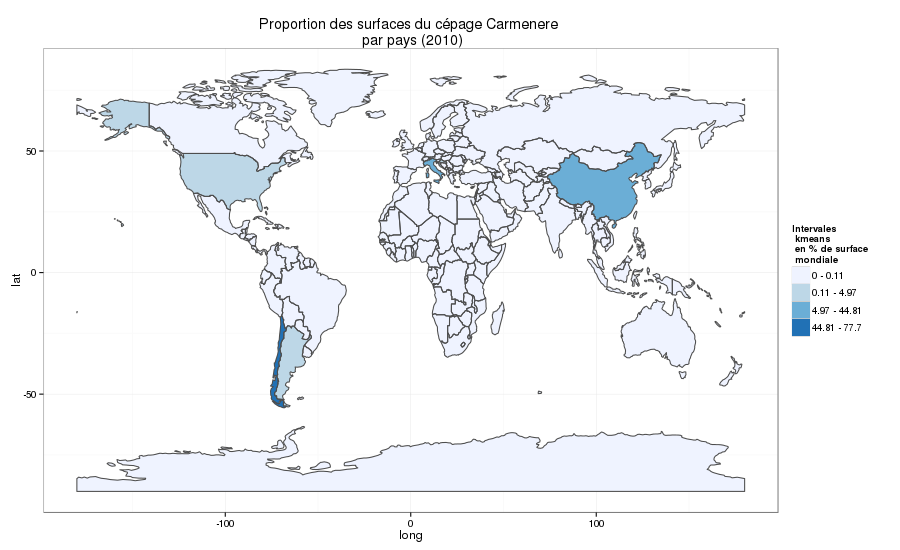 Proportion des surfaces du cépage Carmenere
par pays (2010)
50
0
-50
lat
-100
0
100
long
Intervales
kmeans
en % de surface
mondiale
0 - 0.11
0.11 - 4.97
4.97 - 44.81
44.81 - 77.7